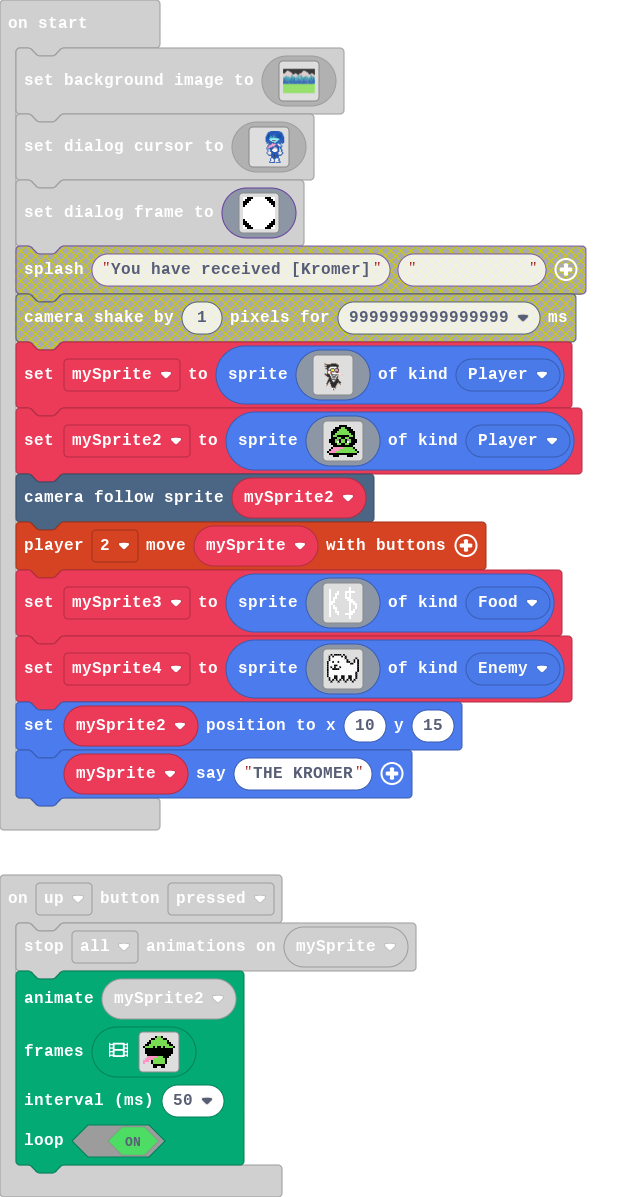 on start
set background image to
set dialog cursor to
set dialog frame to
splash "You have received [Kromer]" " "
camera shake by 1 pixels for 9999999999999999 ms
set mySprite to sprite of kind Player
set mySprite2 to sprite of kind Player
camera follow sprite mySprite2
player 2 move mySprite with buttons
set mySprite3 to sprite K$ of kind Food
set mySprite4 to sprite of kind Enemy
set mySprite2 position to x 10 y 15
mySprite say "THE KROMER"
on up button pressed
stop all animations on mySprite
animate mySprite2
frames
interval (ms) 50
loop ON